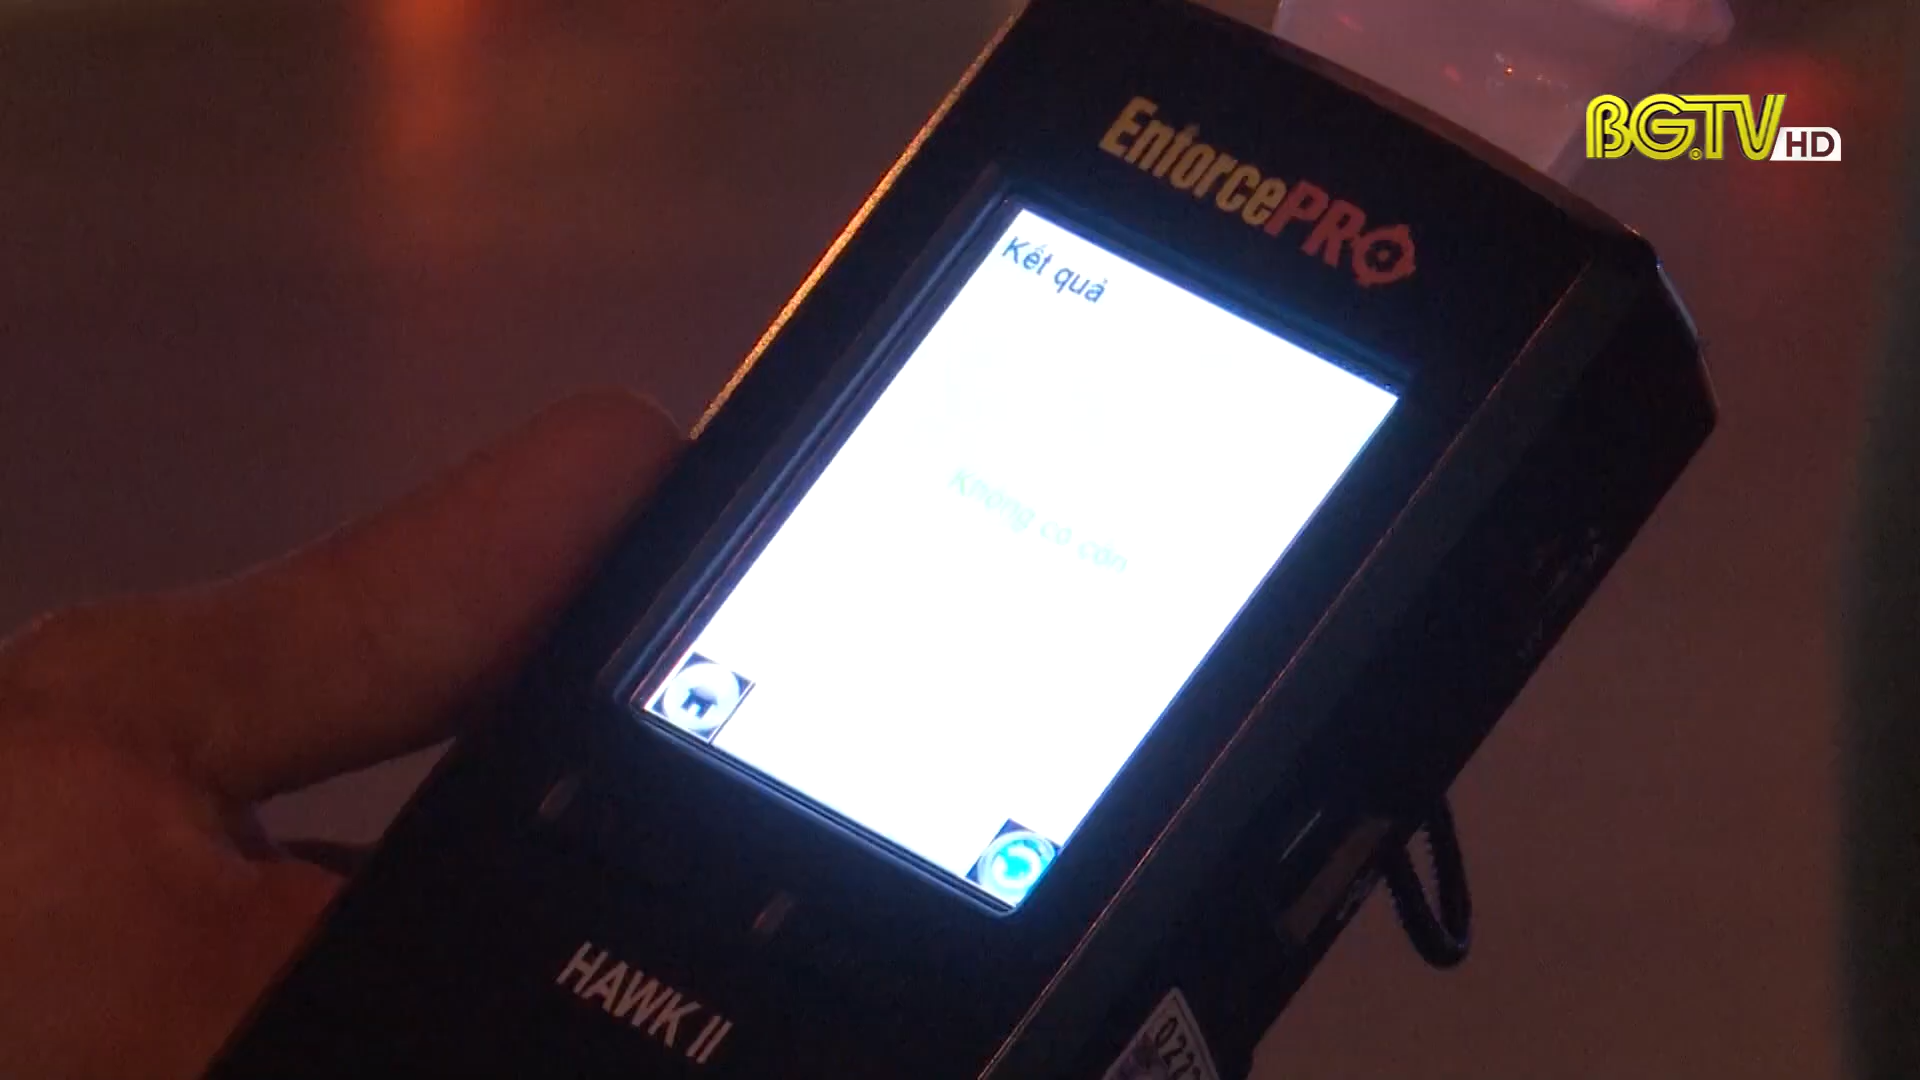 BG.TV HD
EnforcePRO
Kết quả
Không có cồn
HAWK II